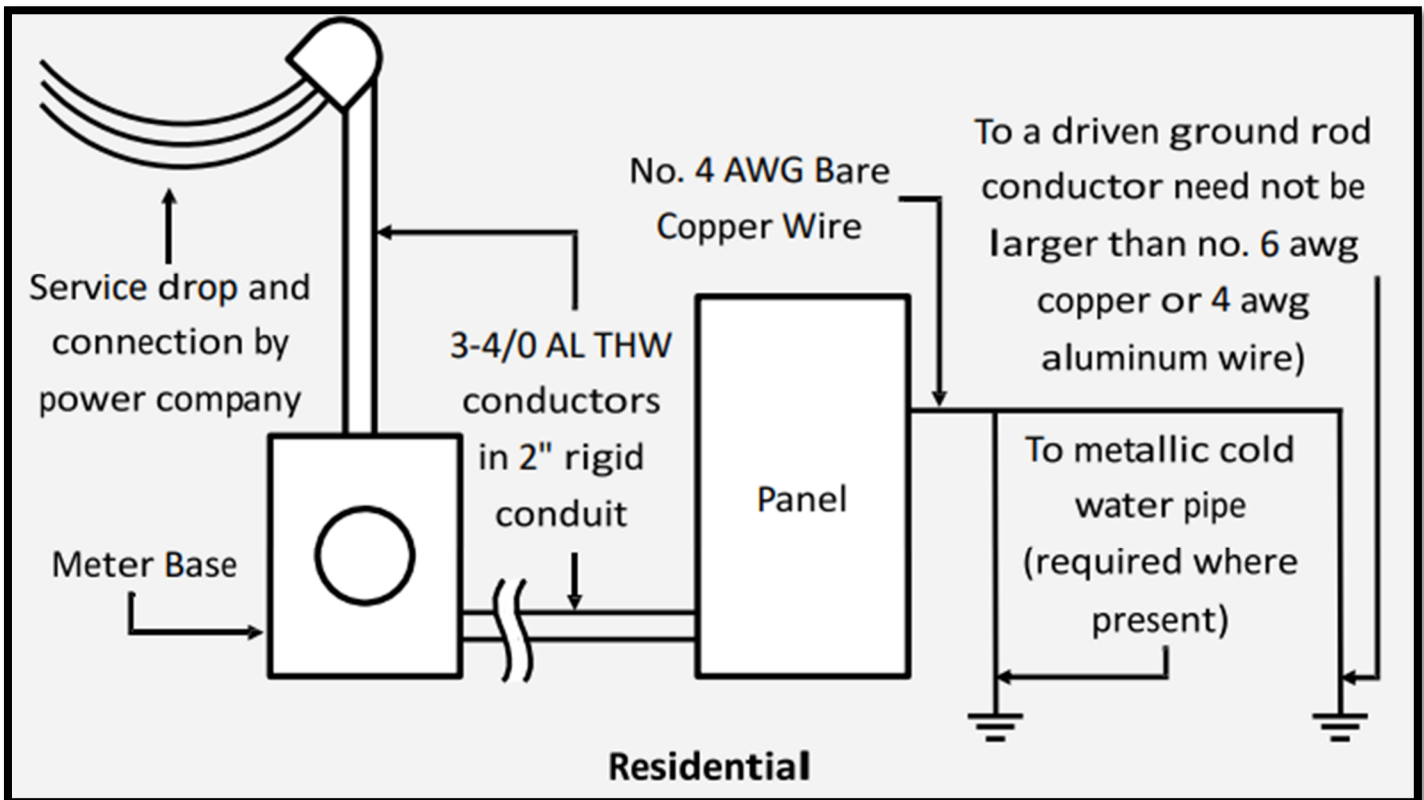 Service drop and
connection by
power company
Meter Base
3-4/0 AL THW
conductors
in 2" rigid
conduit
No. 4 AWG Bare
Copper Wire
Panel
To a driven ground rod
conductor need not be
larger than no. 6 awg
copper or 4 awg
aluminum wire)
To metallic cold
water pipe
(required where
present)
Residential